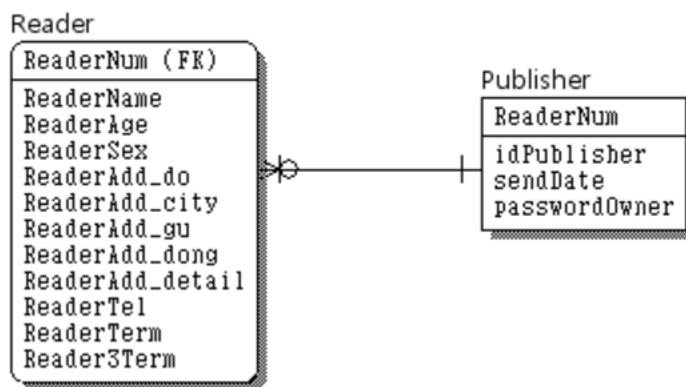 Reader
ReaderNum (FK)
ReaderName
ReaderAge
ReaderSex
ReaderAdd_do
ReaderAdd_city
ReaderAdd_gu
ReaderAdd_dong
ReaderAdd_detail
ReaderTel
ReaderTerm
Reader3Term
Publisher
ReaderNum
idPublisher
sendDate
passwordOwner